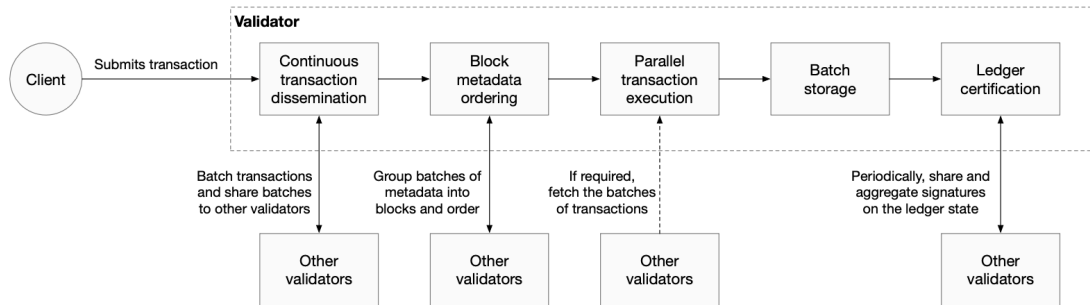 Validator
Client
Submits transaction
Continuous
transaction
dissemination
Block
metadata
ordering
Parallel
transaction
execution
Batch
storage
Ledger
certification
Batch transactions
and share batches
to other validators
Group batches of
metadata into
blocks and order
If required,
fetch the batches
of transactions
Periodically, share and
aggregate signatures
on the ledger state
Other
validators
Other
validators
Other
validators
Other
validators